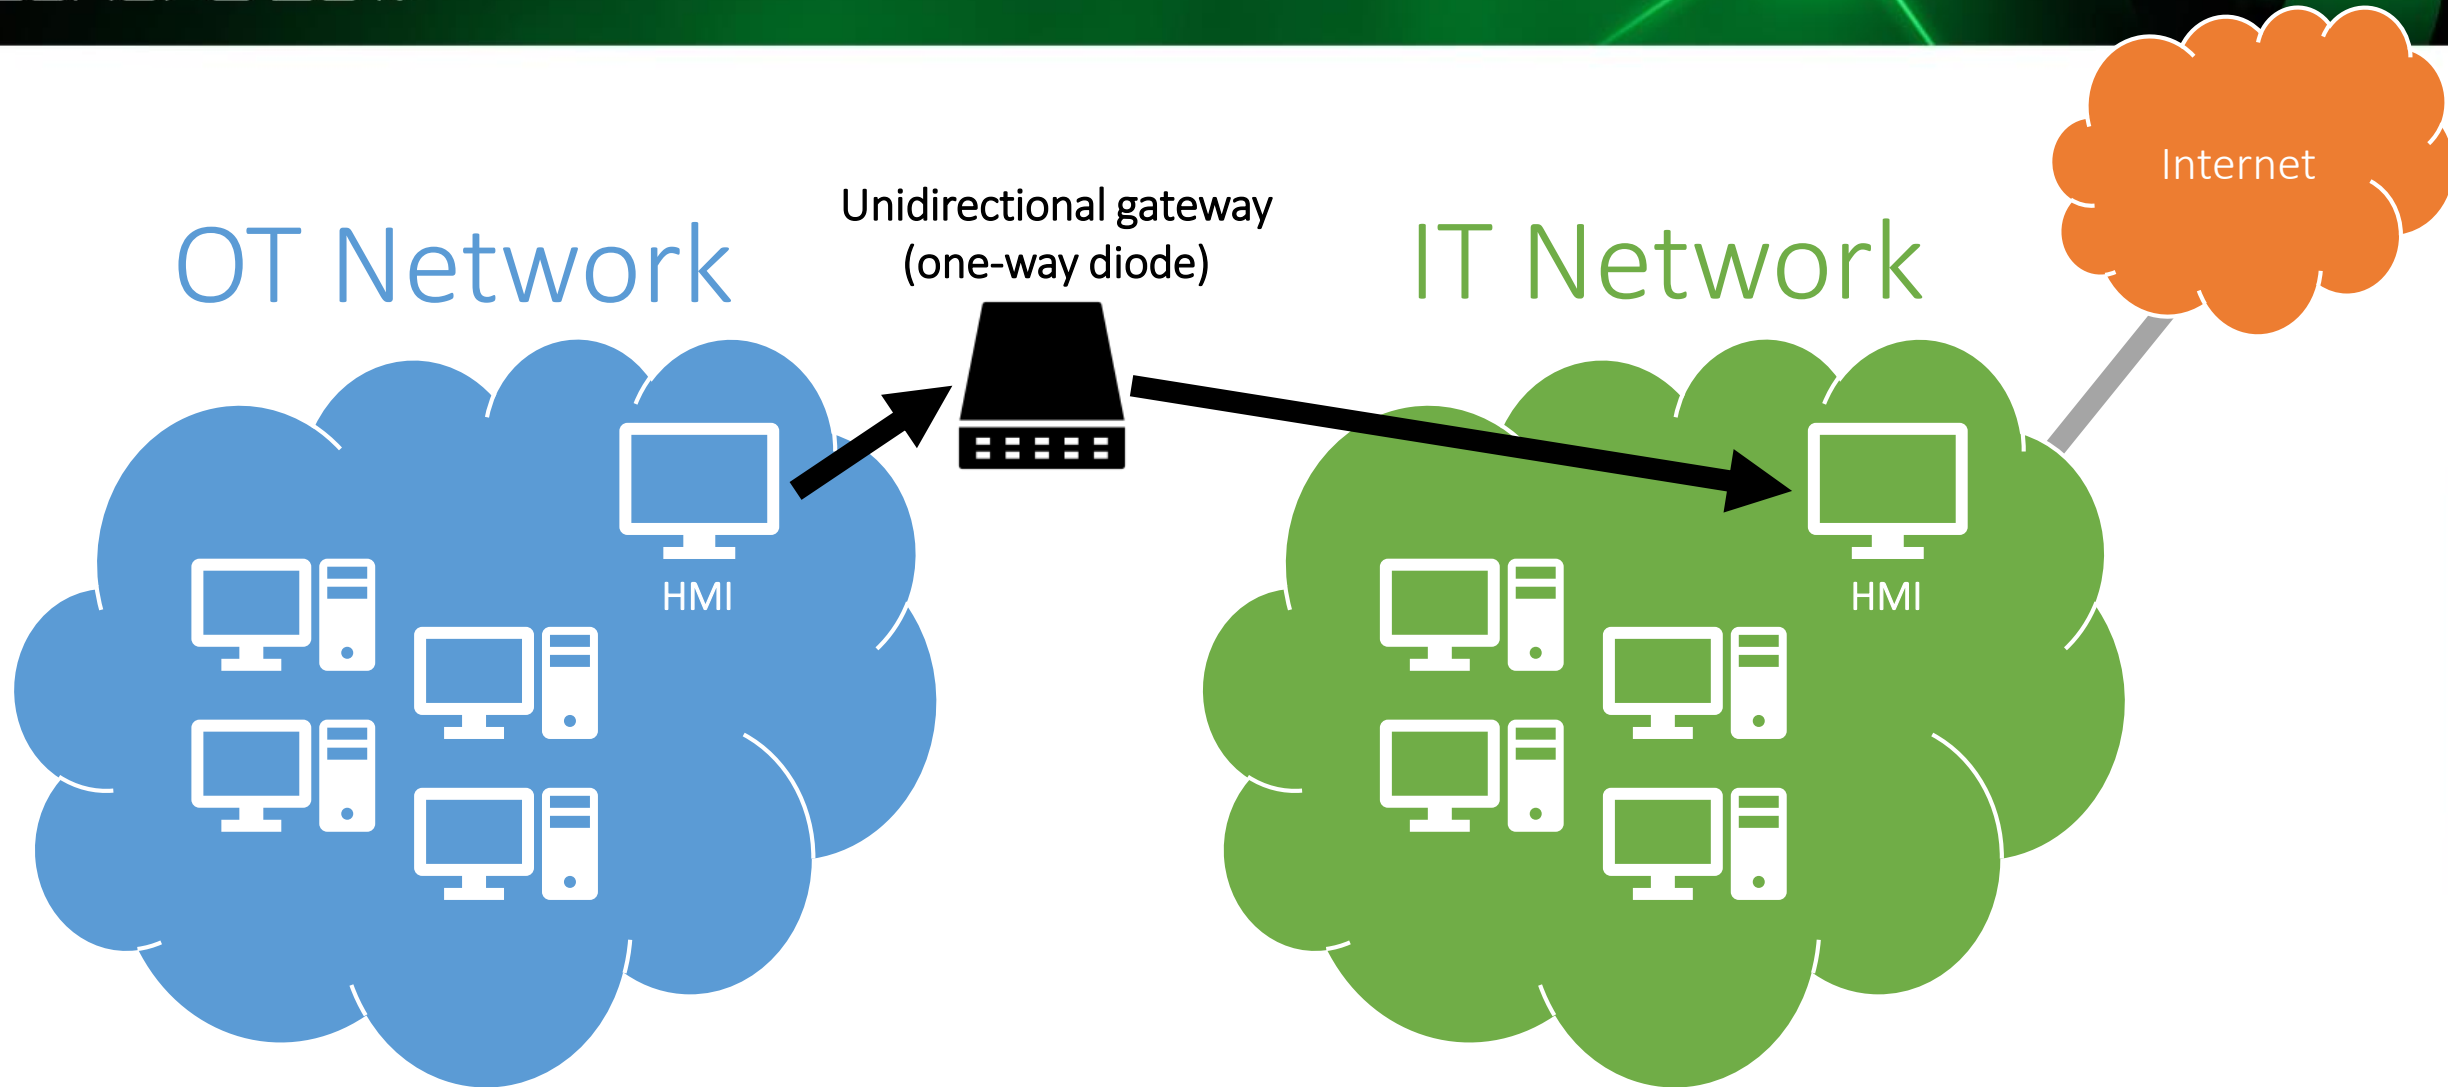 Internet
Unidirectional gateway
(one-way diode)
OT Network
IT Network
HMI
HMI